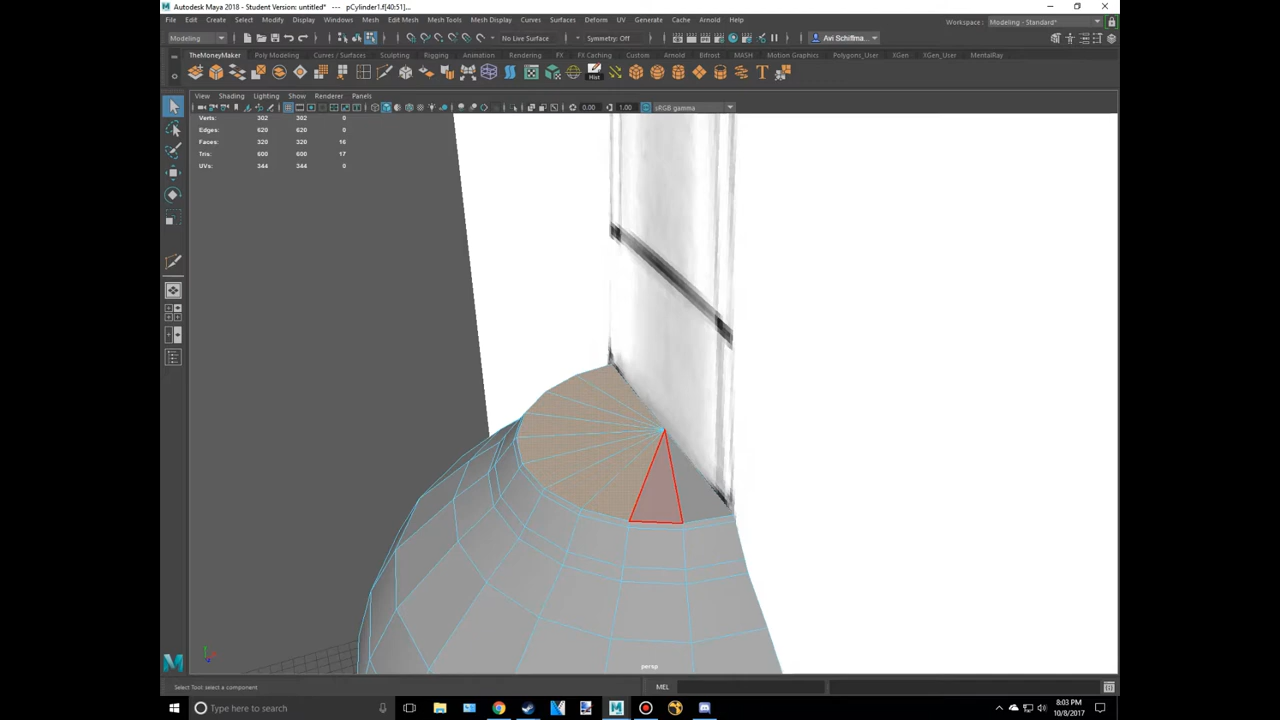 Autodesk Maya 2018 - Student Version: untitled*   ---   pCylinder1.f[40:51]...
File Edit Create Select Modify Display Windows Mesh Edit Mesh Mesh Tools Mesh Display Curves Surfaces Deform UV Generate Cache Arnold Help
Workspace : Modeling - Standard*
Modeling No Live Surface Symmetry: Off Avi Schiffma...
TheMoneyMaker Poly Modeling Curves / Surfaces Sculpting Rigging Animation Rendering FX FX Caching Custom Arnold Bifrost MASH Motion Graphics Polygons_User XGen XGen_User MentalRay
Hist
View Shading Lighting Show Renderer Panels
0.00 1.00 sRGB gamma
Verts: 302 302 0
Edges: 620 620 0
Faces: 320 320 16
Tris: 600 600 17
UVs: 344 344 0
persp
Select Tool: select a component MEL
Type here to search
8:03 PM
10/8/2017